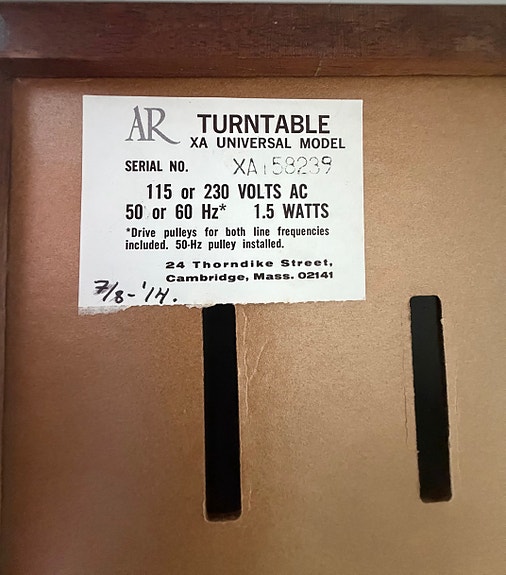 AR TURNTABLE
XA UNIVERSAL MODEL
SERIAL NO. XA 158239
115 or 230 VOLTS AC
50 or 60 Hz* 1.5 WATTS
*Drive pulleys for both line frequencies
included. 50-Hz pulley installed.
24 Thorndike Street,
Cambridge, Mass. 02141
7/8-'14.